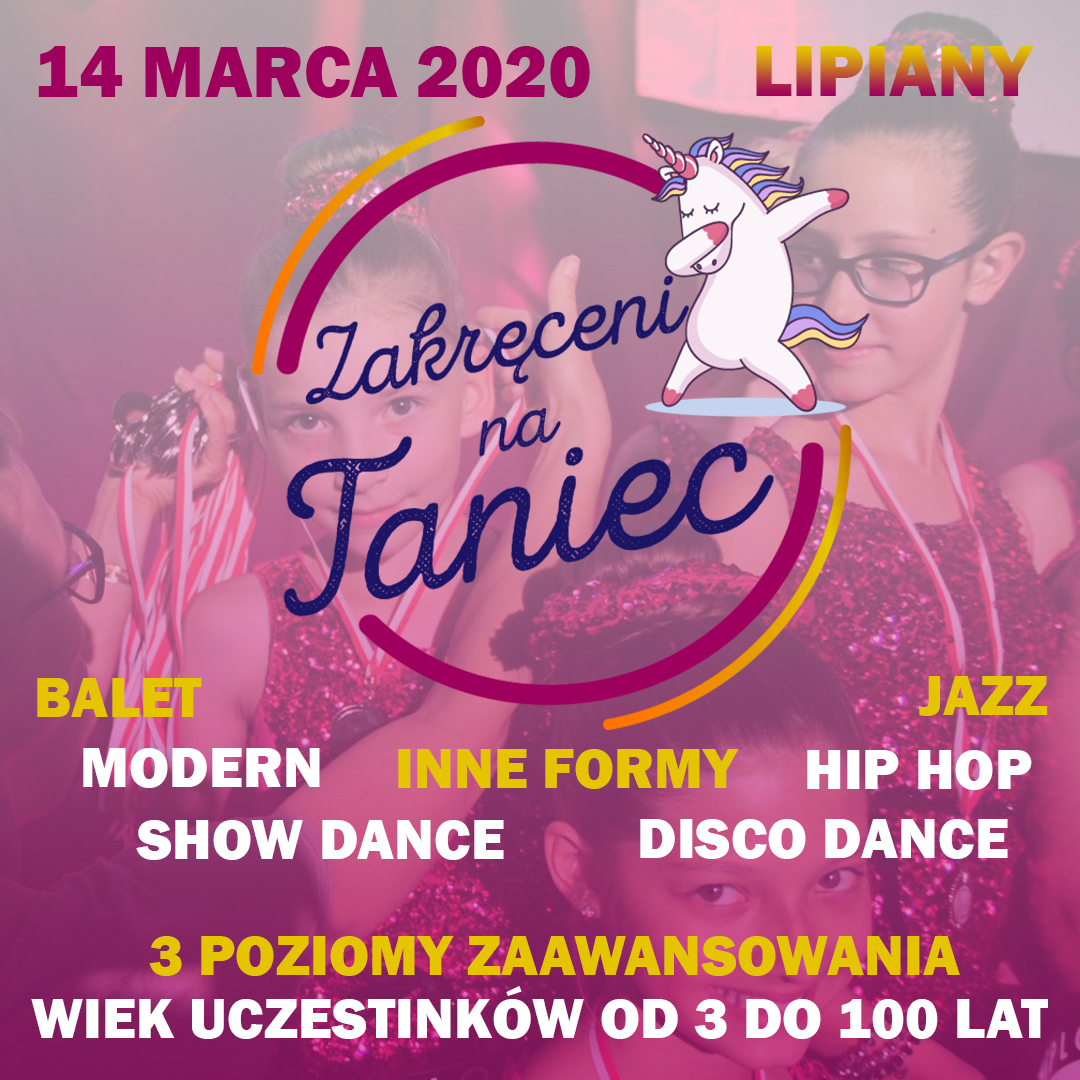 14 MARCA 2020
LIPIANY
Zakręceni
na
Taniec
BALET
JAZZ
MODERN
INNE FORMY
HIP HOP
SHOW DANCE
DISCO DANCE
3 POZIOMY ZAAWANSOWANIA
WIEK UCZESTINKÓW OD 3 DO 100 LAT